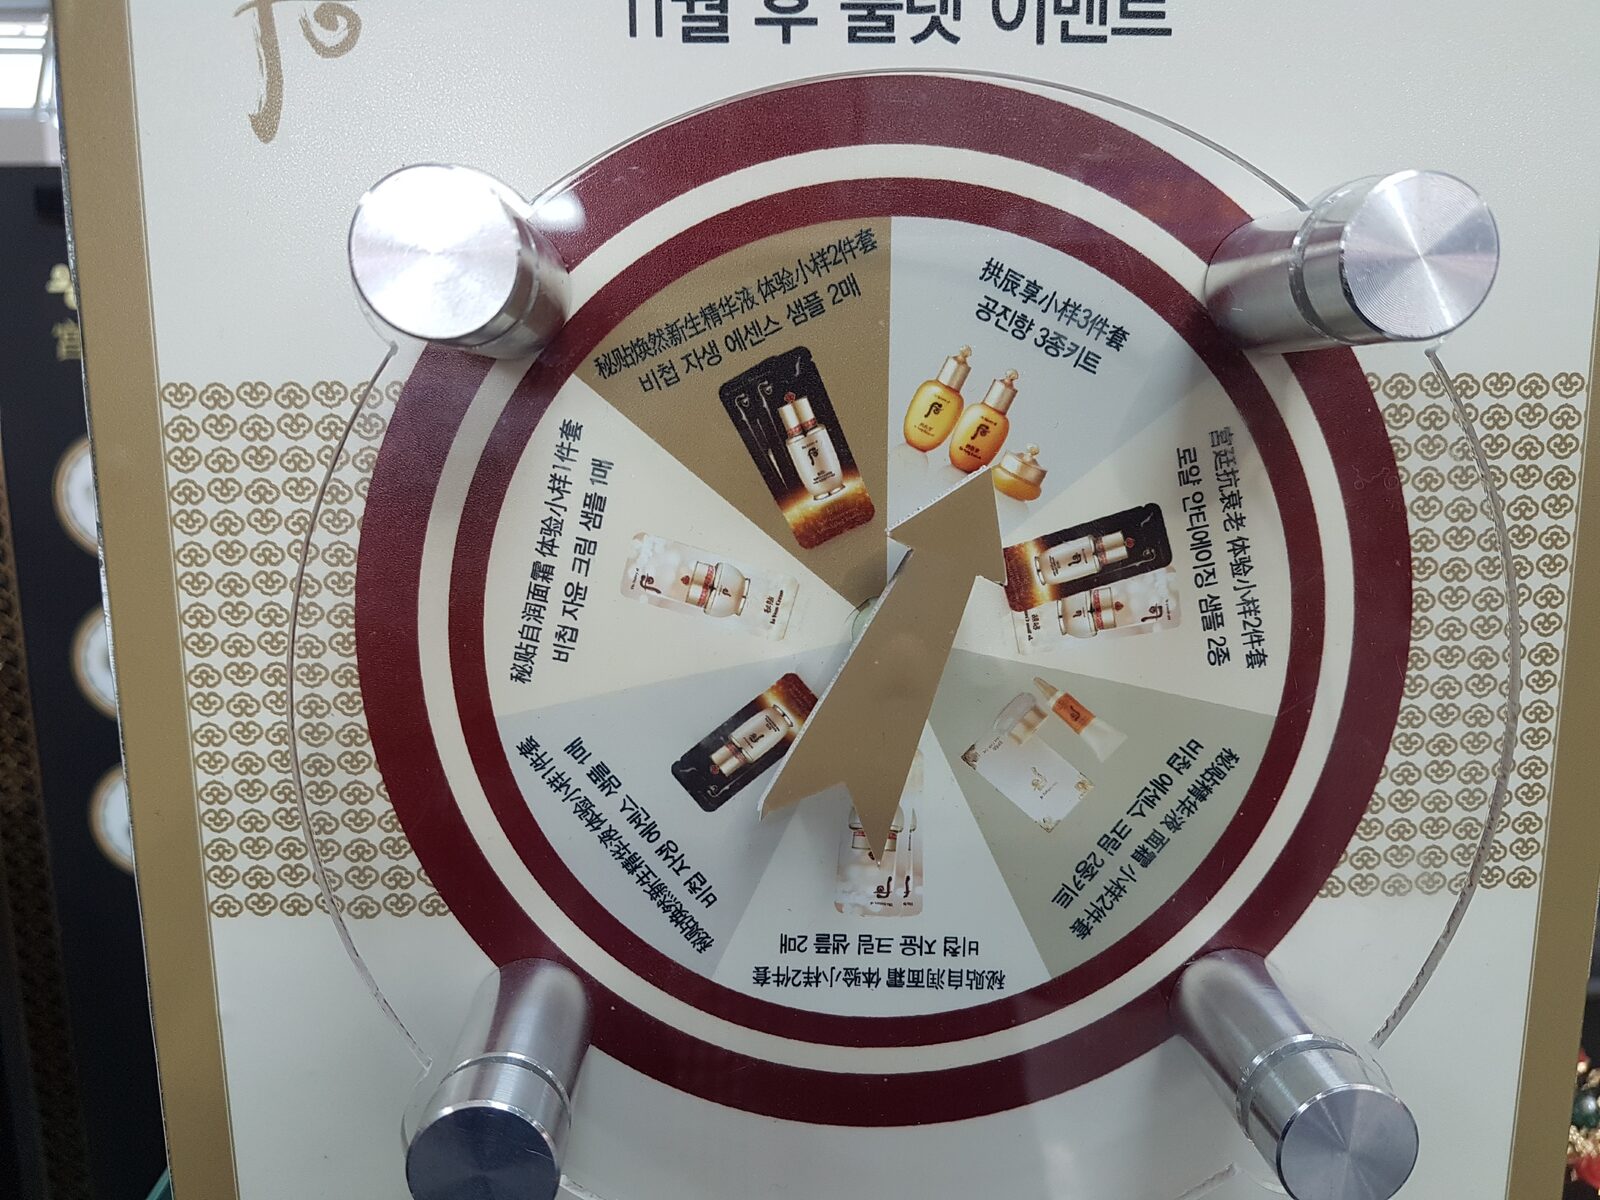 11월 후 룰렛 이벤트
拱辰享小样3件套
공진향 3종키트
宫廷抗衰老 体验小样2件套
로얄 안티에이징 샘플 2종
秘贴精华液 面霜 小样2件套
비첩 에센스 크림 2종키트
秘贴自润面霜 体验小样2件套
비첩 자윤 크림 샘플 2매
秘贴焕然新生精华液 体验小样1件套
비첩 자생 에센스 샘플 1매
秘贴自润面霜 体验小样1件套
비첩 자윤 크림 샘플 1매
秘贴焕然新生精华液 体验小样2件套
비첩 자생 에센스 샘플 2매